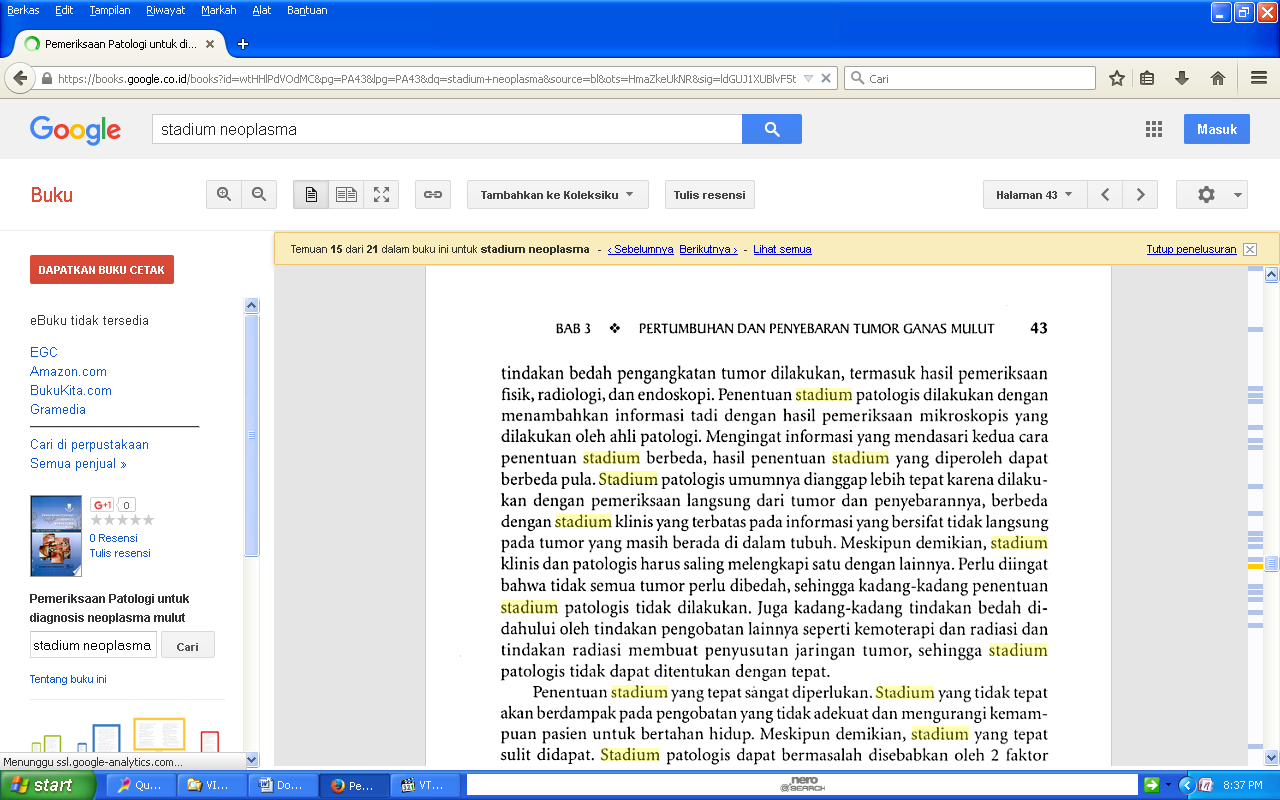 Berkas Edit Tampilan Riwayat Markah Alat Bantuan
Pemeriksaan Patologi untuk di...
https://books.google.co.id/books?id=wtHHlPdVOdMC&pg=PA43&lpg=PA43&dq=stadium+neoplasma&source=bl&ots=HmaZkeUkNR&sig=ldGUJ1XUBlvF5t
Cari
Google
stadium neoplasma
Masuk
Buku
Tambahkan ke Koleksiku
Tulis resensi
Halaman 43
Temuan 15 dari 21 dalam buku ini untuk stadium neoplasma - ‹ Sebelumnya Berikutnya › - Lihat semua
Tutup penelusuran
DAPATKAN BUKU CETAK
eBuku tidak tersedia
EGC
Amazon.com
BukuKita.com
Gramedia
Cari di perpustakaan
Semua penjual »
G+1 0
0 Resensi
Tulis resensi
Pemeriksaan Patologi untuk
diagnosis neoplasma mulut
stadium neoplasma
Cari
Tentang buku ini
BAB 3 ❖ PERTUMBUHAN DAN PENYEBARAN TUMOR GANAS MULUT 43
tindakan bedah pengangkatan tumor dilakukan, termasuk hasil pemeriksaan
fisik, radiologi, dan endoskopi. Penentuan stadium patologis dilakukan dengan
menambahkan informasi tadi dengan hasil pemeriksaan mikroskopis yang
dilakukan oleh ahli patologi. Mengingat informasi yang mendasari kedua cara
penentuan stadium berbeda, hasil penentuan stadium yang diperoleh dapat
berbeda pula. Stadium patologis umumnya dianggap lebih tepat karena dilaku-
kan dengan pemeriksaan langsung dari tumor dan penyebarannya, berbeda
dengan stadium klinis yang terbatas pada informasi yang bersifat tidak langsung
pada tumor yang masih berada di dalam tubuh. Meskipun demikian, stadium
klinis dan patologis harus saling melengkapi satu dengan lainnya. Perlu diingat
bahwa tidak semua tumor perlu dibedah, sehingga kadang-kadang penentuan
stadium patologis tidak dilakukan. Juga kadang-kadang tindakan bedah di-
dahului oleh tindakan pengobatan lainnya seperti kemoterapi dan radiasi dan
tindakan radiasi membuat penyusutan jaringan tumor, sehingga stadium
patologis tidak dapat ditentukan dengan tepat.
Penentuan stadium yang tepat sangat diperlukan. Stadium yang tidak tepat
akan berdampak pada pengobatan yang tidak adekuat dan mengurangi kemam-
puan pasien untuk bertahan hidup. Meskipun demikian, stadium yang tepat
sulit didapat. Stadium patologis dapat bermasalah disebabkan oleh 2 faktor
Menunggu ssl.google-analytics.com...
start
Qu...
VI...
Do...
Pe...
VT...
nero
SEARCH
8:37 PM